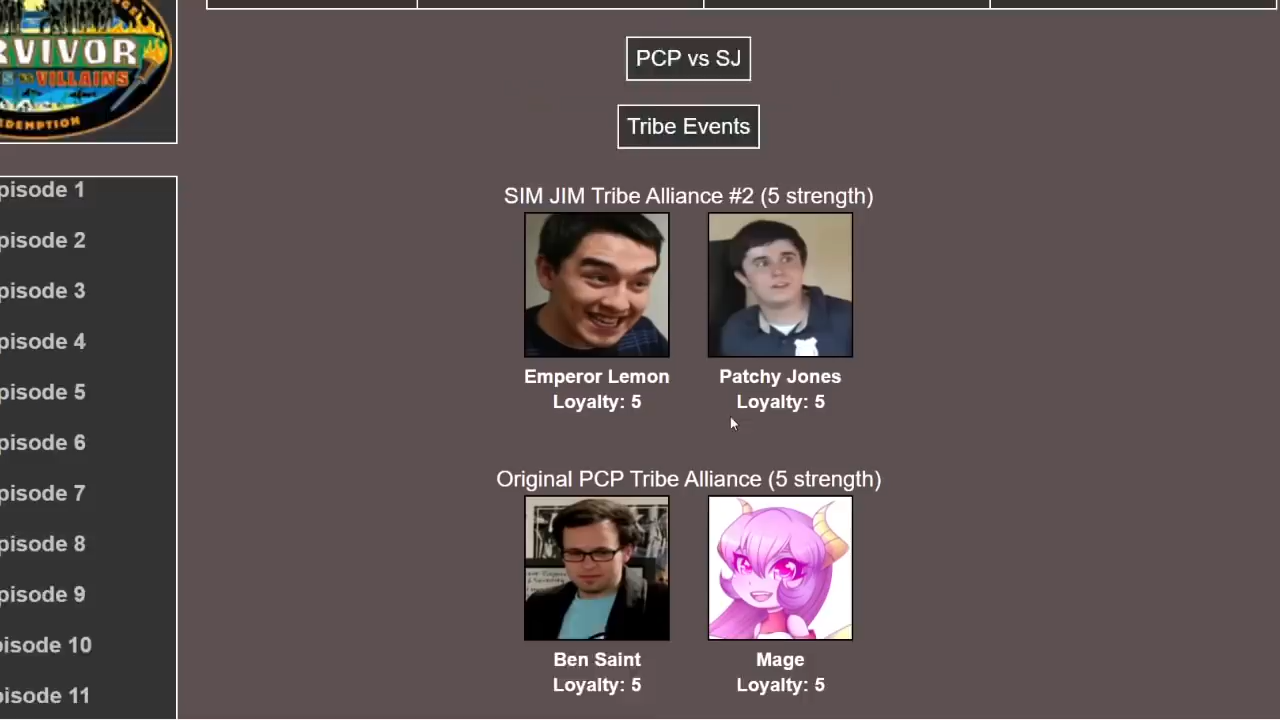 RVIVOR
VILLAINS
EDEMPTION
PCP vs SJ
Tribe Events
SIM JIM Tribe Alliance #2 (5 strength)
Emperor Lemon
Loyalty: 5
Patchy Jones
Loyalty: 5
Original PCP Tribe Alliance (5 strength)
Ben Saint
Loyalty: 5
Mage
Loyalty: 5
pisode 1
pisode 2
pisode 3
pisode 4
pisode 5
pisode 6
pisode 7
pisode 8
pisode 9
pisode 10
pisode 11